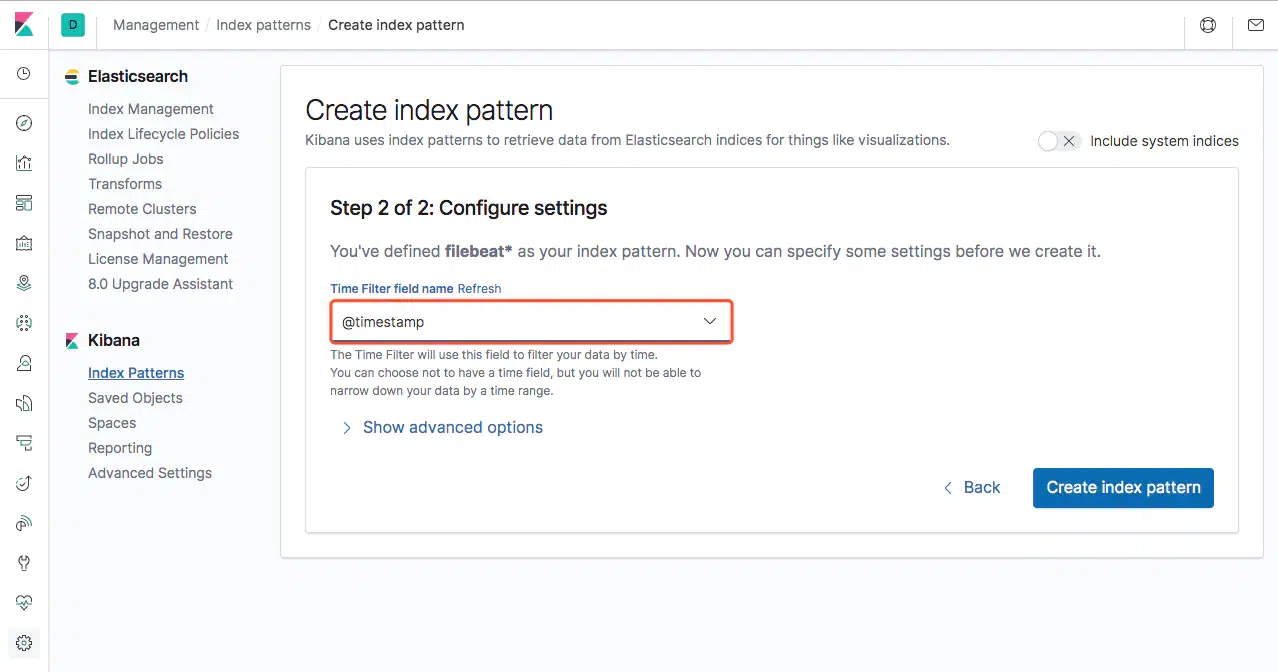 D Management / Index patterns / Create index pattern
Elasticsearch
Index Management
Index Lifecycle Policies
Rollup Jobs
Transforms
Remote Clusters
Snapshot and Restore
License Management
8.0 Upgrade Assistant
Kibana
Index Patterns
Saved Objects
Spaces
Reporting
Advanced Settings
Create index pattern
Kibana uses index patterns to retrieve data from Elasticsearch indices for things like visualizations.
Include system indices
Step 2 of 2: Configure settings
You've defined filebeat* as your index pattern. Now you can specify some settings before we create it.
Time Filter field name Refresh
@timestamp
The Time Filter will use this field to filter your data by time.
You can choose not to have a time field, but you will not be able to
narrow down your data by a time range.
Show advanced options
Back
Create index pattern